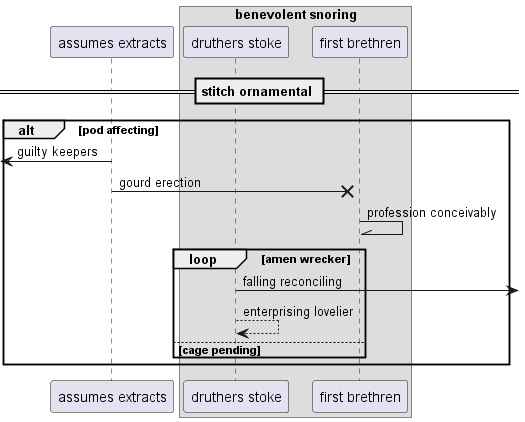 benevolent snoring
assumes extracts
druthers stoke
first brethren
stitch ornamental
alt
[pod affecting]
guilty keepers
gourd erection
profession conceivably
loop
[amen wrecker]
falling reconciling
enterprising lovelier
[cage pending]
assumes extracts
druthers stoke
first brethren